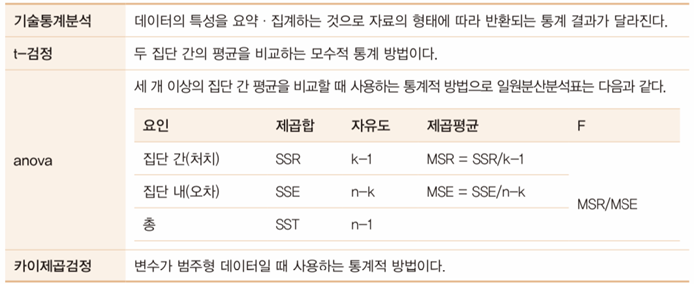 기술통계분석 데이터의 특성을 요약·집계하는 것으로 자료의 형태에 따라 반환되는 통계 결과가 달라진다.
t-검정 두 집단 간의 평균을 비교하는 모수적 통계 방법이다.
세 개 이상의 집단 간 평균을 비교할 때 사용하는 통계적 방법으로 일원분산분석표는 다음과 같다.
요인 제곱합 자유도 제곱평균 F
집단 간(처치) SSR k-1 MSR = SSR/k-1
anova
집단 내(오차) SSE n-k MSE = SSE/n-k
MSR/MSE
총 SST n-1
카이제곱검정 변수가 범주형 데이터일 때 사용하는 통계적 방법이다.